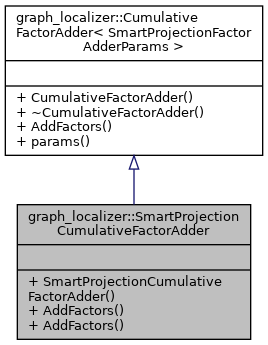 graph_localizer::Cumulative
FactorAdder< SmartProjectionFactor
AdderParams >
+ CumulativeFactorAdder()
+ ~CumulativeFactorAdder()
+ AddFactors()
+ params()
graph_localizer::SmartProjection
CumulativeFactorAdder
+ SmartProjectionCumulative
FactorAdder()
+ AddFactors()
+ AddFactors()